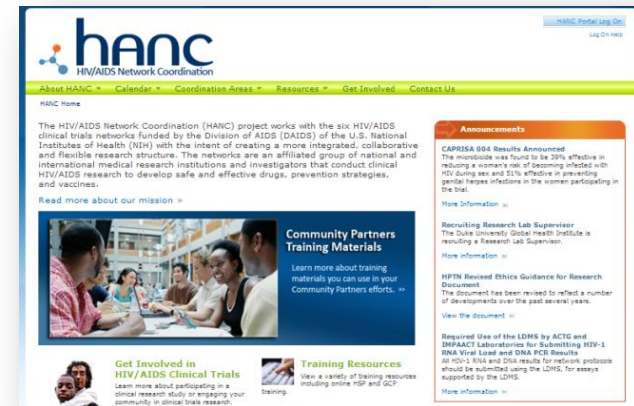 HANC Portal Log On
Log On Help
hanc
HIV/AIDS Network Coordination
About HANC
Calendar
Coordination Areas
Resources
Get Involved
Contact Us
HANC Home
The HIV/AIDS Network Coordination (HANC) project works with the six HIV/AIDS
clinical trials networks funded by the Division of AIDS (DAIDS) of the U.S. National
Institutes of Health (NIH) with the intent of creating a more integrated, collaborative
and flexible research structure. The networks are an affiliated group of national and
international medical research institutions and investigators that conduct clinical
HIV/AIDS research to develop safe and effective drugs, prevention strategies,
and vaccines.
Read more about our mission »
Community Partners
Training Materials
Learn more about training
materials you can use in your
Community Partners efforts. »
Get Involved in
HIV/AIDS Clinical Trials
Learn more about participating in a
clinical research study or engaging your
community in clinical trials research.
Training Resources
View a variety of training resources
including online HSP and GCP
training.
Announcements
CAPRISA 004 Results Announced
The microbicide was found to be 39% effective in
reducing a woman's risk of becoming infected with
HIV during sex and 51% effective in preventing
genital herpes infections in the women participating in
the trial.
More Information »
Recruiting Research Lab Supervisor
The Duke University Global Health Institute is
recruiting a Research Lab Supervisor.
More information »
HPTN Revised Ethics Guidance for Research
Document
The document has been revised to reflect a number
of developments over the past several years.
View the document »
Required Use of the LDMS by ACTG and
IMPAACT Laboratories for Submitting HIV-1
RNA Viral Load and DNA PCR Results
All HIV-1 RNA and DNA results for network protocols
should be submitted using the LDMS, for assays
supported by the LDMS.
More information »